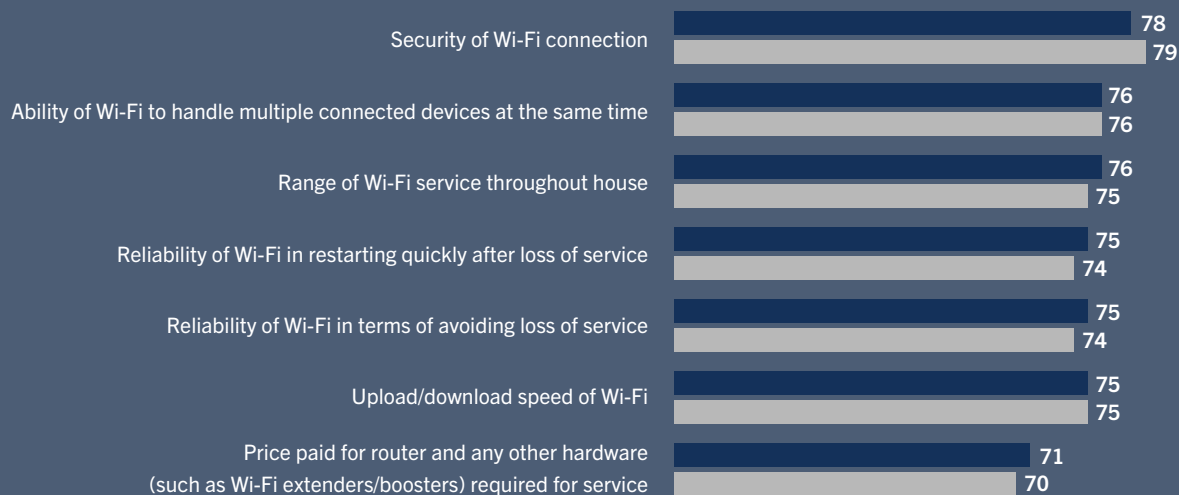 Security of Wi-Fi connection
78
79
Ability of Wi-Fi to handle multiple connected devices at the same time
76
76
Range of Wi-Fi service throughout house
76
75
Reliability of Wi-Fi in restarting quickly after loss of service
75
74
Reliability of Wi-Fi in terms of avoiding loss of service
75
74
Upload/download speed of Wi-Fi
75
75
Price paid for router and any other hardware
(such as Wi-Fi extenders/boosters) required for service
71
70